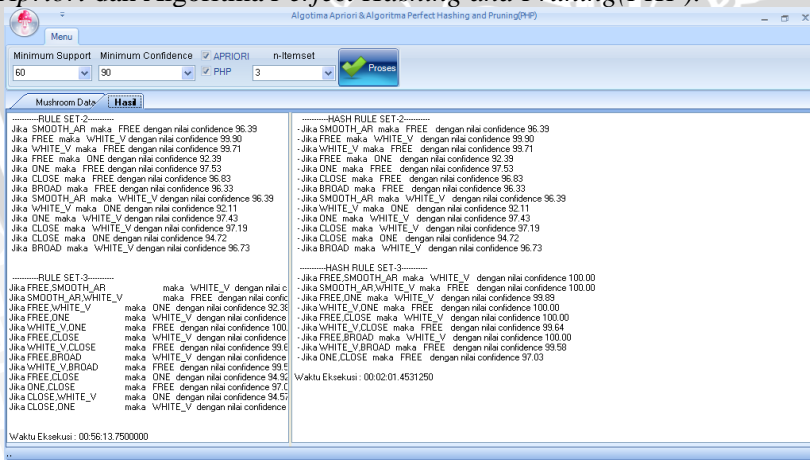 Apriori dan Algoritma Perfect Hashing and Pruning(PHP).
Algotima Apriori & Algoritma Perfect Hashing and Pruning(PHP)
Menu
Minimum Support Minimum Confidence APRIORI n-Itemset
60 90 PHP 3 Proses
Mushroom Data Hasil
----------RULE SET-2----------
Jika SMOOTH_AR maka FREE dengan nilai confidence 96.39
Jika FREE maka WHITE_V dengan nilai confidence 99.90
Jika WHITE_V maka FREE dengan nilai confidence 99.71
Jika FREE maka ONE dengan nilai confidence 92.39
Jika ONE maka FREE dengan nilai confidence 97.53
Jika CLOSE maka FREE dengan nilai confidence 96.83
Jika BROAD maka FREE dengan nilai confidence 96.33
Jika SMOOTH_AR maka WHITE_V dengan nilai confidence 96.39
Jika WHITE_V maka ONE dengan nilai confidence 92.11
Jika ONE maka WHITE_V dengan nilai confidence 97.43
Jika CLOSE maka WHITE_V dengan nilai confidence 97.19
Jika CLOSE maka ONE dengan nilai confidence 94.72
Jika BROAD maka WHITE_V dengan nilai confidence 96.73
----------RULE SET-3----------
Jika FREE,SMOOTH_AR maka WHITE_V dengan nilai c
Jika SMOOTH_AR,WHITE_V maka FREE dengan nilai confic
Jika FREE,WHITE_V maka ONE dengan nilai confidence 92.38
Jika FREE,ONE maka WHITE_V dengan nilai confidence
Jika WHITE_V,ONE maka FREE dengan nilai confidence 100.
Jika FREE,CLOSE maka WHITE_V dengan nilai confidence
Jika WHITE_V,CLOSE maka FREE dengan nilai confidence 99.6
Jika FREE,BROAD maka WHITE_V dengan nilai confidence
Jika WHITE_V,BROAD maka FREE dengan nilai confidence 99.5
Jika FREE,CLOSE maka ONE dengan nilai confidence 94.92
Jika ONE,CLOSE maka FREE dengan nilai confidence 97.0
Jika CLOSE,WHITE_V maka ONE dengan nilai confidence 94.57
Jika CLOSE,ONE maka WHITE_V dengan nilai confidence
Waktu Eksekusi : 00:56:13.7500000
----------HASH RULE SET-2----------
- Jika SMOOTH_AR maka FREE dengan nilai confidence 96.39
- Jika FREE maka WHITE_V dengan nilai confidence 99.90
- Jika WHITE_V maka FREE dengan nilai confidence 99.71
- Jika FREE maka ONE dengan nilai confidence 92.39
- Jika ONE maka FREE dengan nilai confidence 97.53
- Jika CLOSE maka FREE dengan nilai confidence 96.83
- Jika BROAD maka FREE dengan nilai confidence 96.33
- Jika SMOOTH_AR maka WHITE_V dengan nilai confidence 96.39
- Jika WHITE_V maka ONE dengan nilai confidence 92.11
- Jika ONE maka WHITE_V dengan nilai confidence 97.43
- Jika CLOSE maka WHITE_V dengan nilai confidence 97.19
- Jika CLOSE maka ONE dengan nilai confidence 94.72
- Jika BROAD maka WHITE_V dengan nilai confidence 96.73
----------HASH RULE SET-3----------
- Jika FREE,SMOOTH_AR maka WHITE_V dengan nilai confidence 100.00
- Jika SMOOTH_AR,WHITE_V maka FREE dengan nilai confidence 100.00
- Jika FREE,ONE maka WHITE_V dengan nilai confidence 99.89
- Jika WHITE_V,ONE maka FREE dengan nilai confidence 100.00
- Jika FREE,CLOSE maka WHITE_V dengan nilai confidence 100.00
- Jika WHITE_V,CLOSE maka FREE dengan nilai confidence 99.64
- Jika FREE,BROAD maka WHITE_V dengan nilai confidence 100.00
- Jika WHITE_V,BROAD maka FREE dengan nilai confidence 99.58
- Jika ONE,CLOSE maka FREE dengan nilai confidence 97.03
Waktu Eksekusi : 00:02:01.4531250